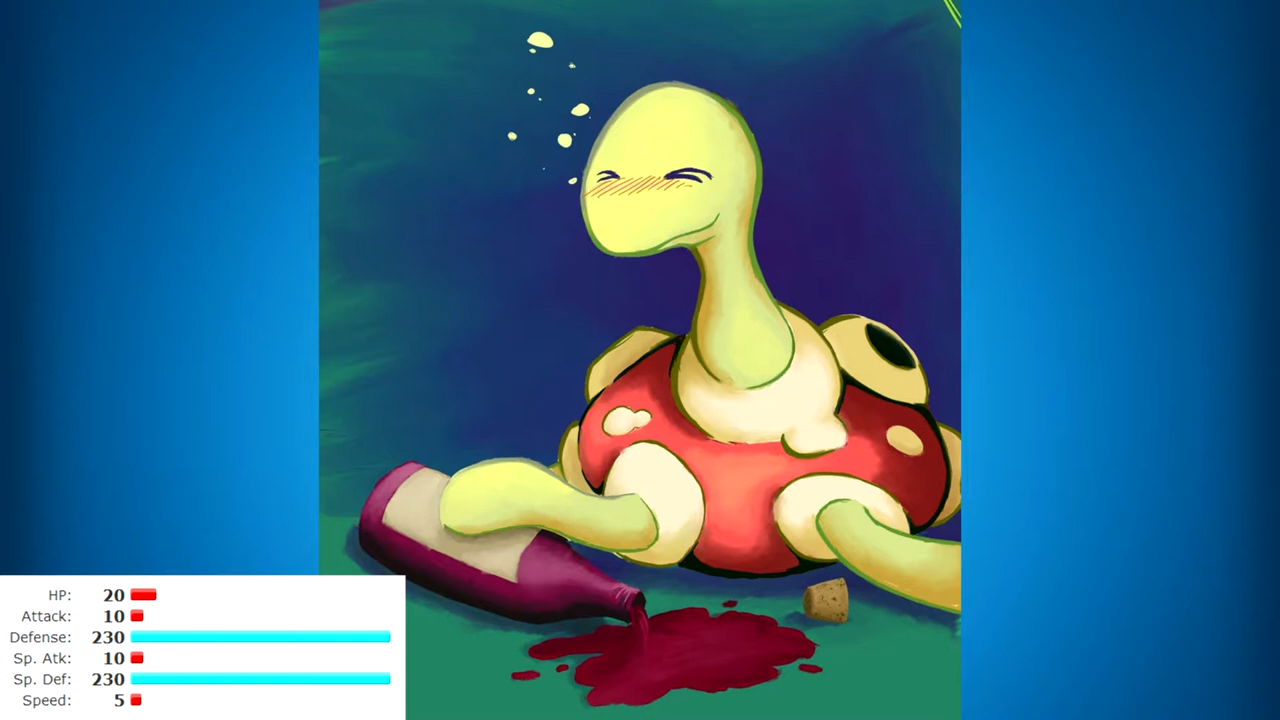 HP: 20
Attack: 10
Defense: 230
Sp. Atk: 10
Sp. Def: 230
Speed: 5